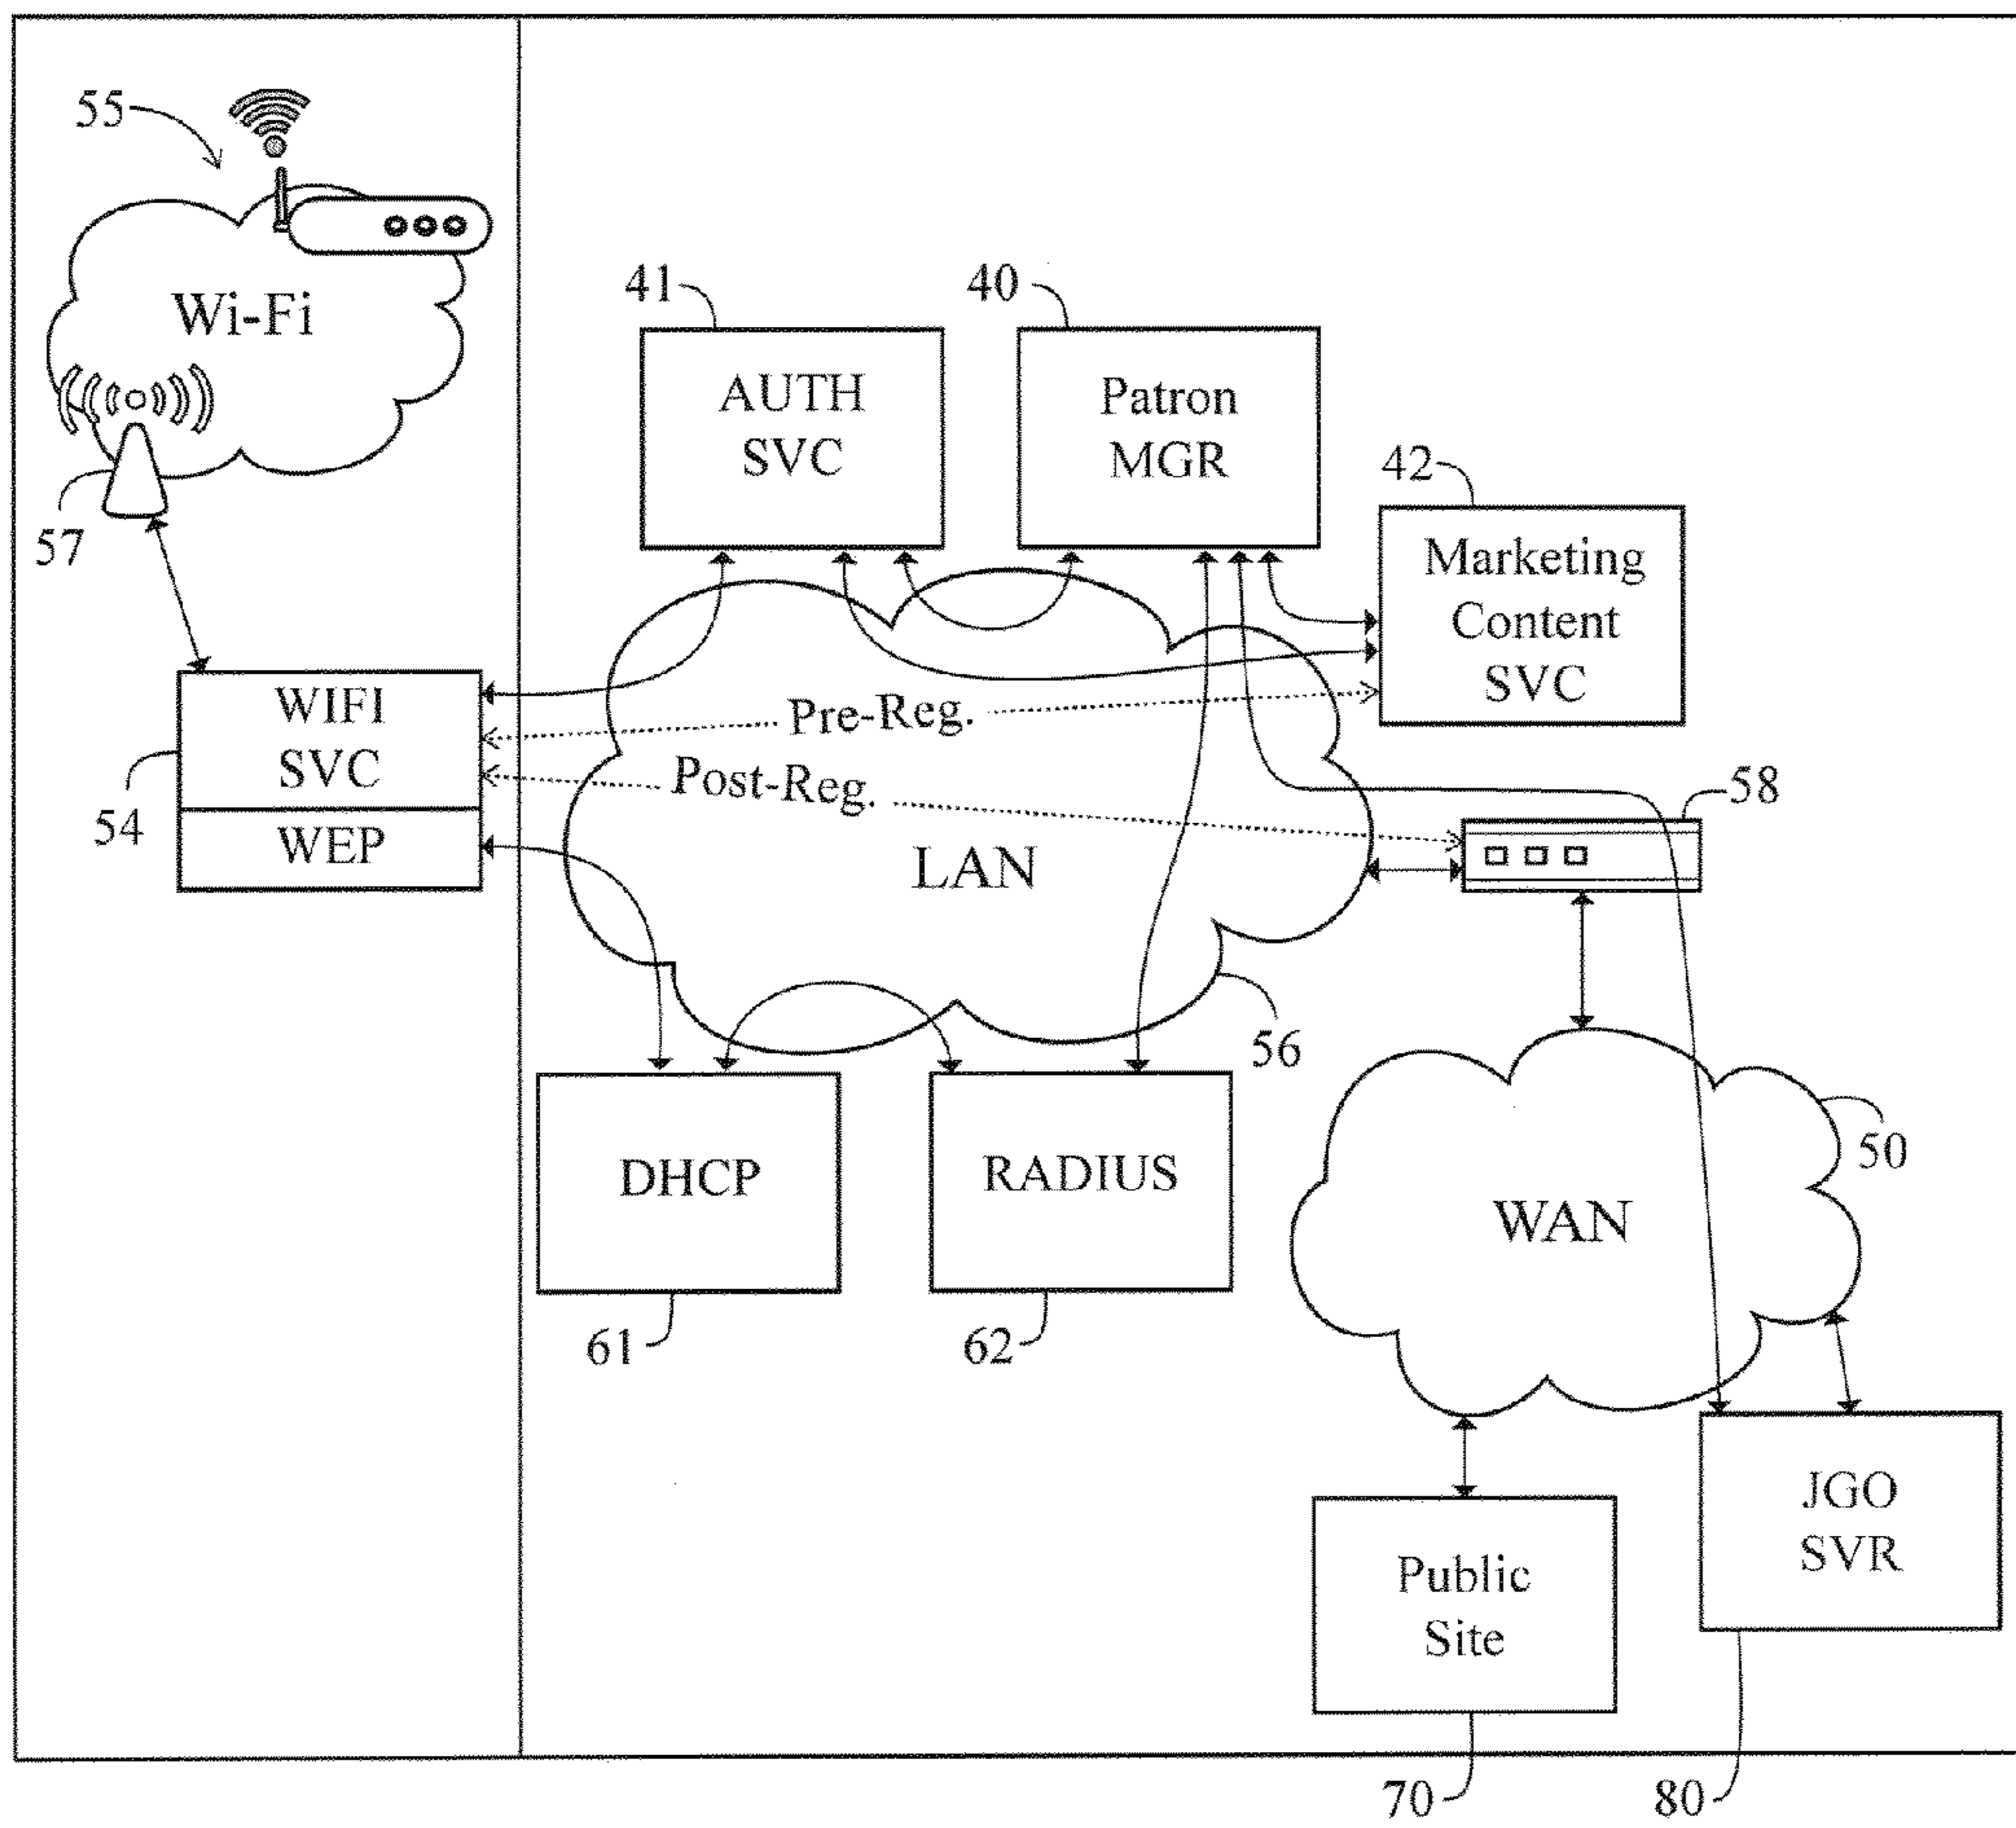 55
Wi-Fi
57
41
AUTH
SVC
40
Patron
MGR
42
Marketing
Content
SVC
WIFI
SVC
54
WEP
Pre-Reg.
Post-Reg.
LAN
58
56
DHCP
61
RADIUS
62
WAN
50
Public
Site
70
JGO
SVR
80